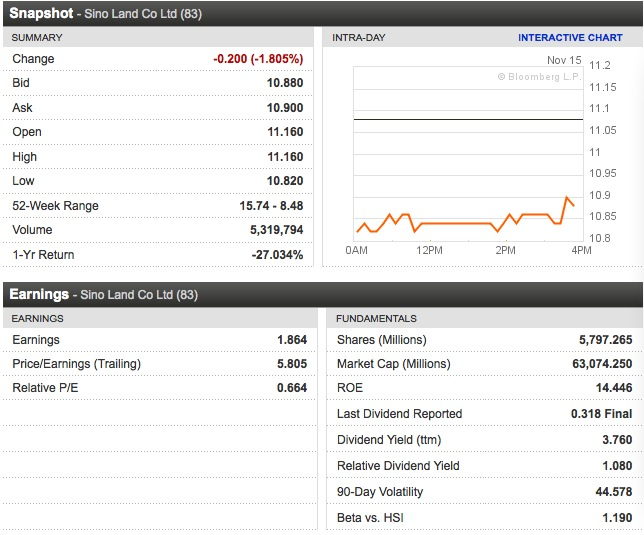 Snapshot - Sino Land Co Ltd (83)
SUMMARY
Change -0.200 (-1.805%)
Bid 10.880
Ask 10.900
Open 11.160
High 11.160
Low 10.820
52-Week Range 15.74 - 8.48
Volume 5,319,794
1-Yr Return -27.034%
INTRA-DAY INTERACTIVE CHART
Nov 15
© Bloomberg L.P.
11.2
11.15
11.1
11.05
11
10.95
10.9
10.85
10.8
0AM 12PM 2PM 4PM
Earnings - Sino Land Co Ltd (83)
EARNINGS
Earnings 1.864
Price/Earnings (Trailing) 5.805
Relative P/E 0.664
FUNDAMENTALS
Shares (Millions) 5,797.265
Market Cap (Millions) 63,074.250
ROE 14.446
Last Dividend Reported 0.318 Final
Dividend Yield (ttm) 3.760
Relative Dividend Yield 1.080
90-Day Volatility 44.578
Beta vs. HSI 1.190